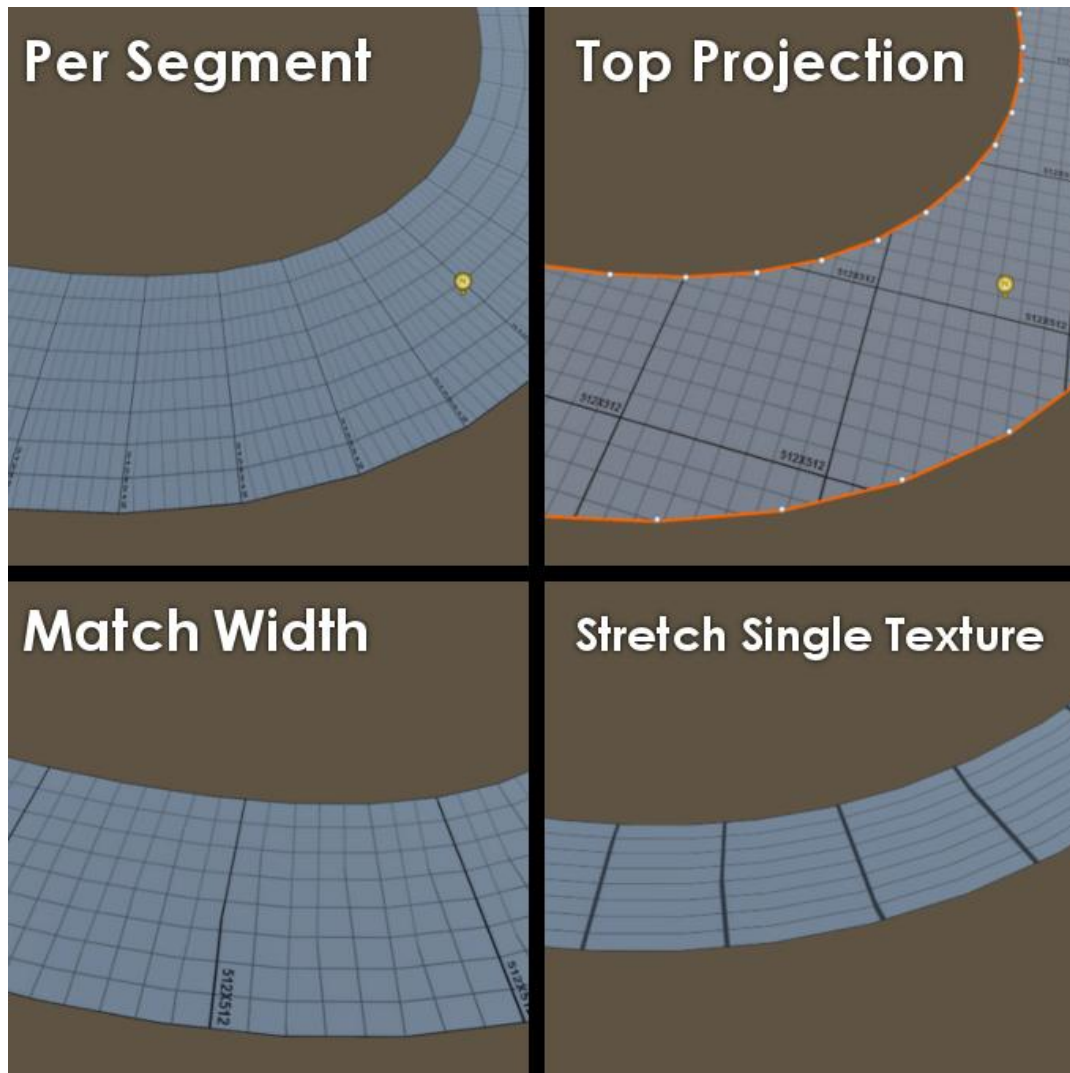 Per Segment
Top Projection
512X512
512X512
512X512
512X512
Match Width
Stretch Single Texture
512X512